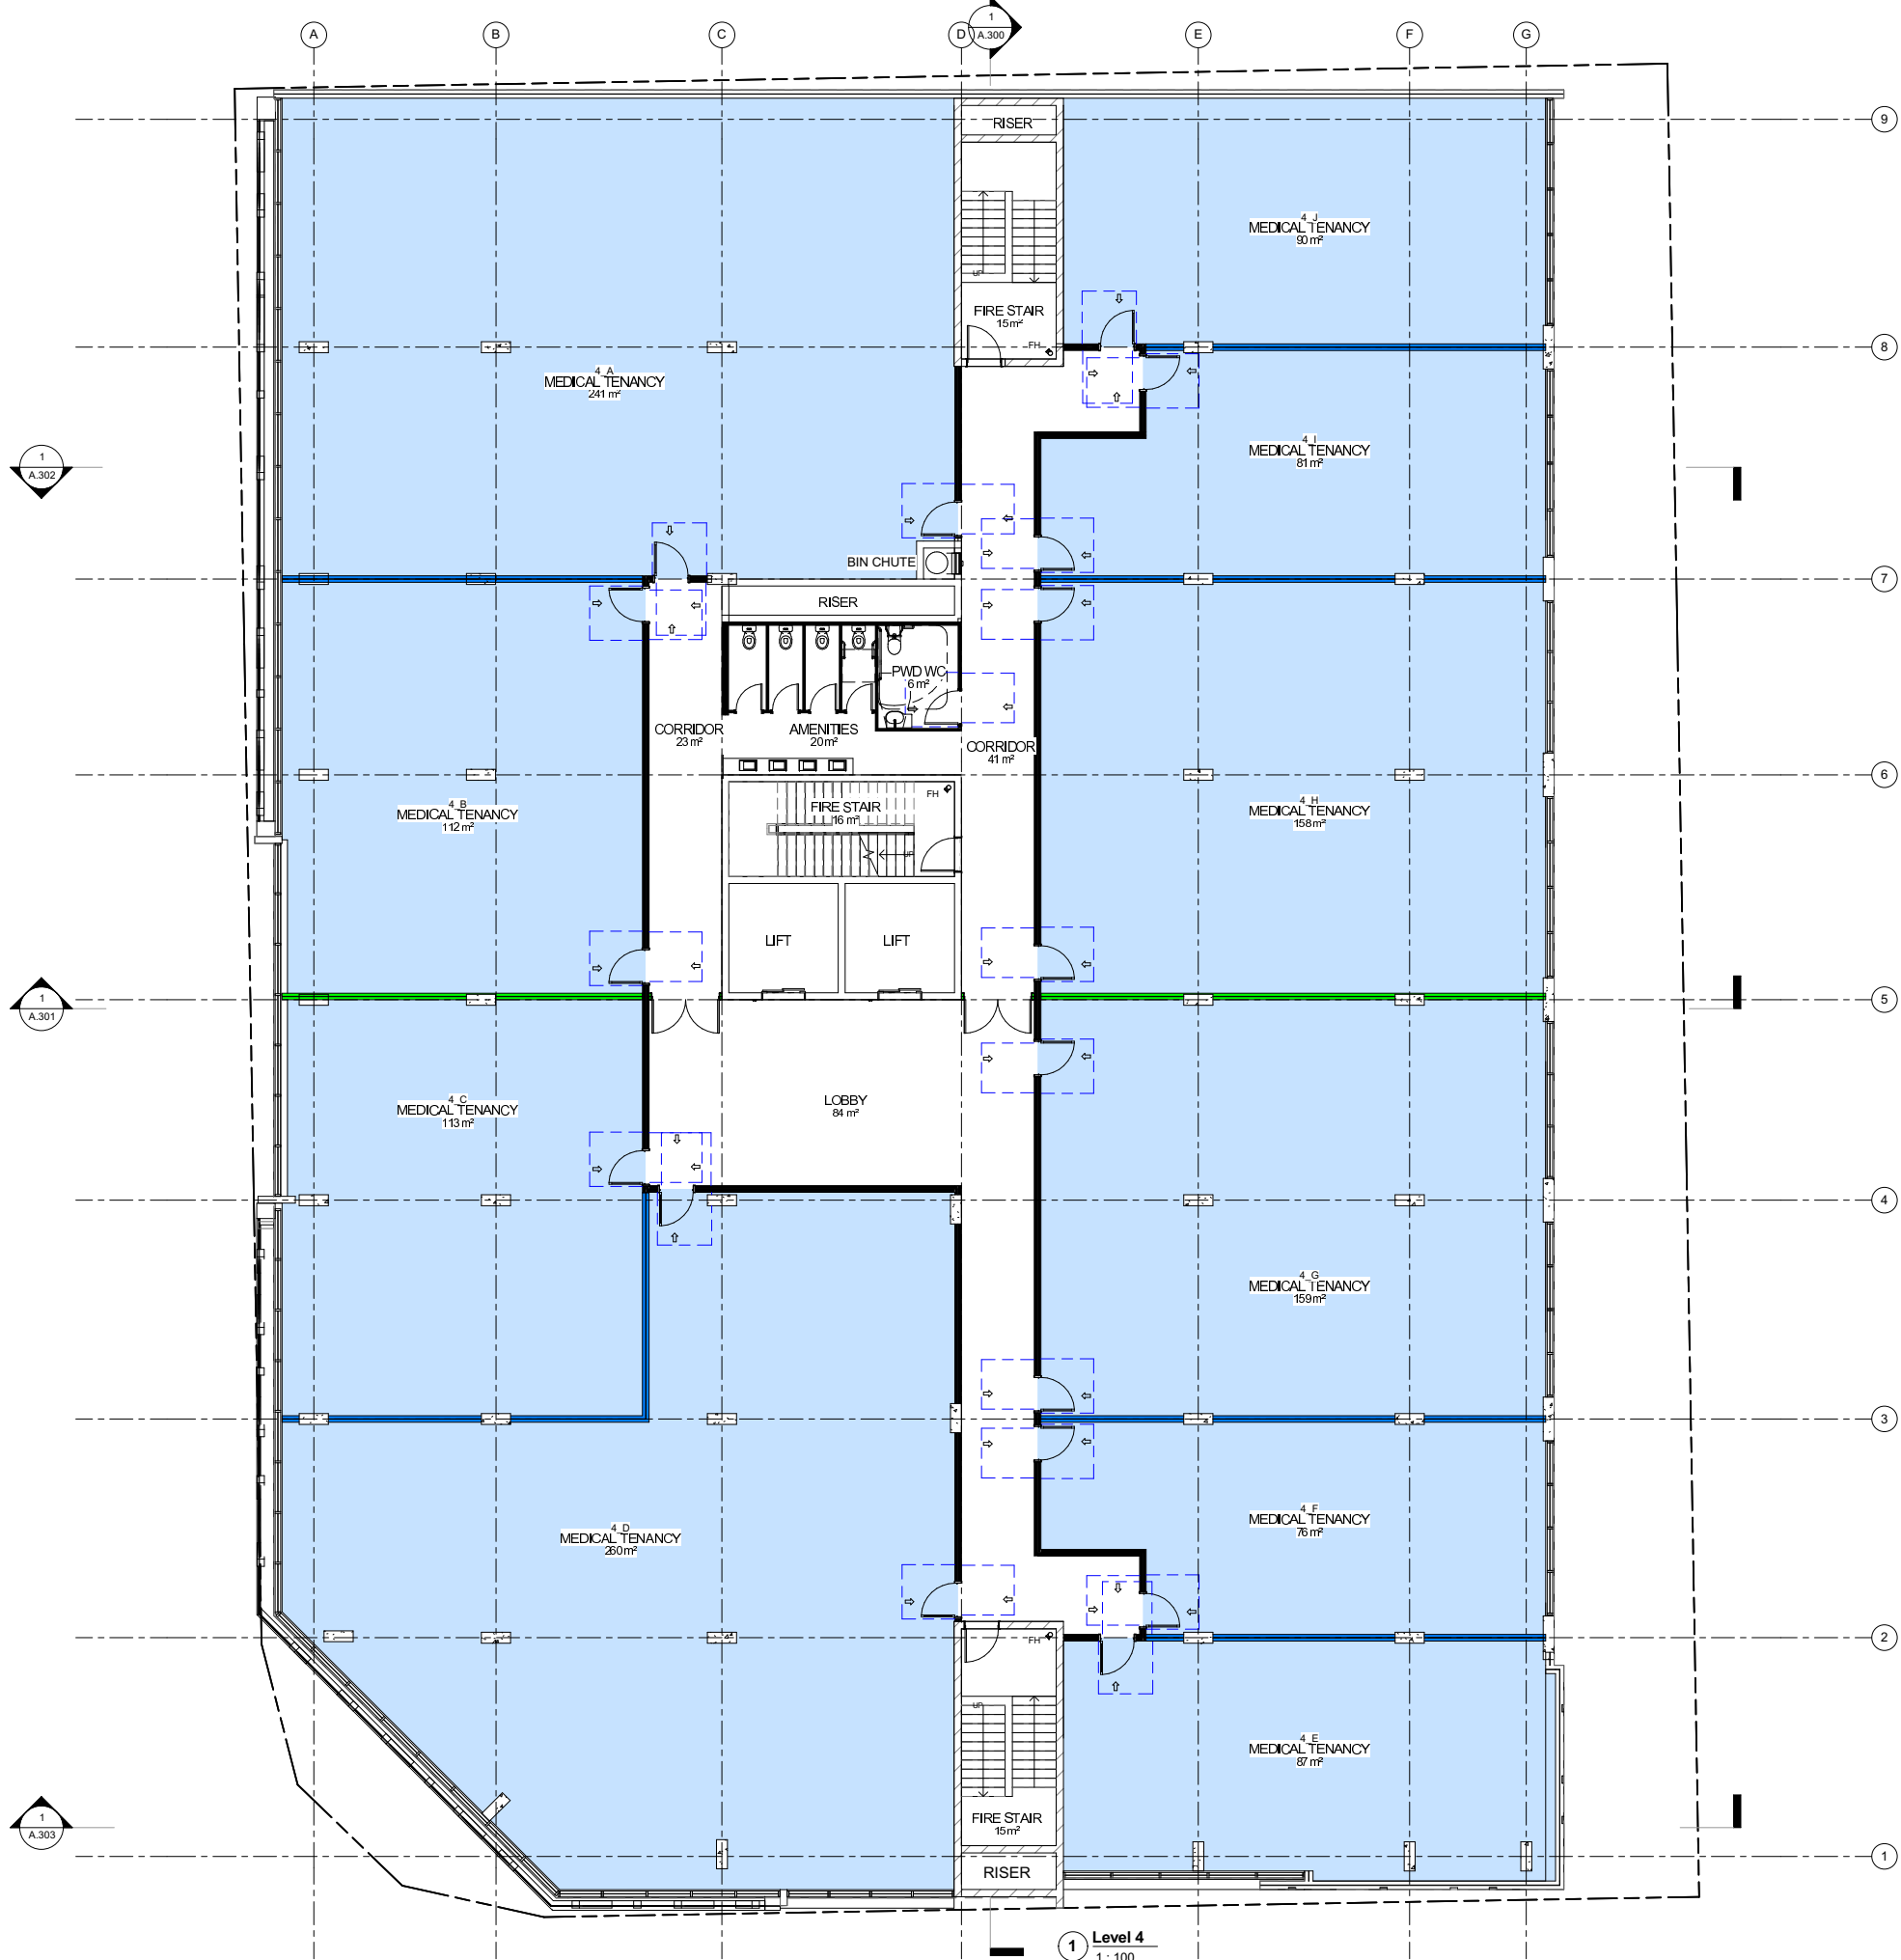 1
A B C D A.300 E F G
RISER
9
4_J
MEDICAL TENANCY
90 m²
UP
FIRE STAIR
15 m²
FH
8
4_A
MEDICAL TENANCY
241 m²
4_I
MEDICAL TENANCY
81 m²
1
A.302
BIN CHUTE
7
RISER
PWD WC
6 m²
CORRIDOR
23 m²
AMENITIES
20 m²
CORRIDOR
41 m²
6
FH
FIRE STAIR
16 m²
UP
4_B
MEDICAL TENANCY
112 m²
4_H
MEDICAL TENANCY
158 m²
LIFT LIFT
1
A.301
5
LOBBY
84 m²
4_C
MEDICAL TENANCY
113 m²
4
4_G
MEDICAL TENANCY
159 m²
3
4_D
MEDICAL TENANCY
260 m²
4_F
MEDICAL TENANCY
76 m²
FH
2
UP
4_E
MEDICAL TENANCY
87 m²
FIRE STAIR
15 m²
1
A.303
1
RISER
1 Level 4
1 : 100